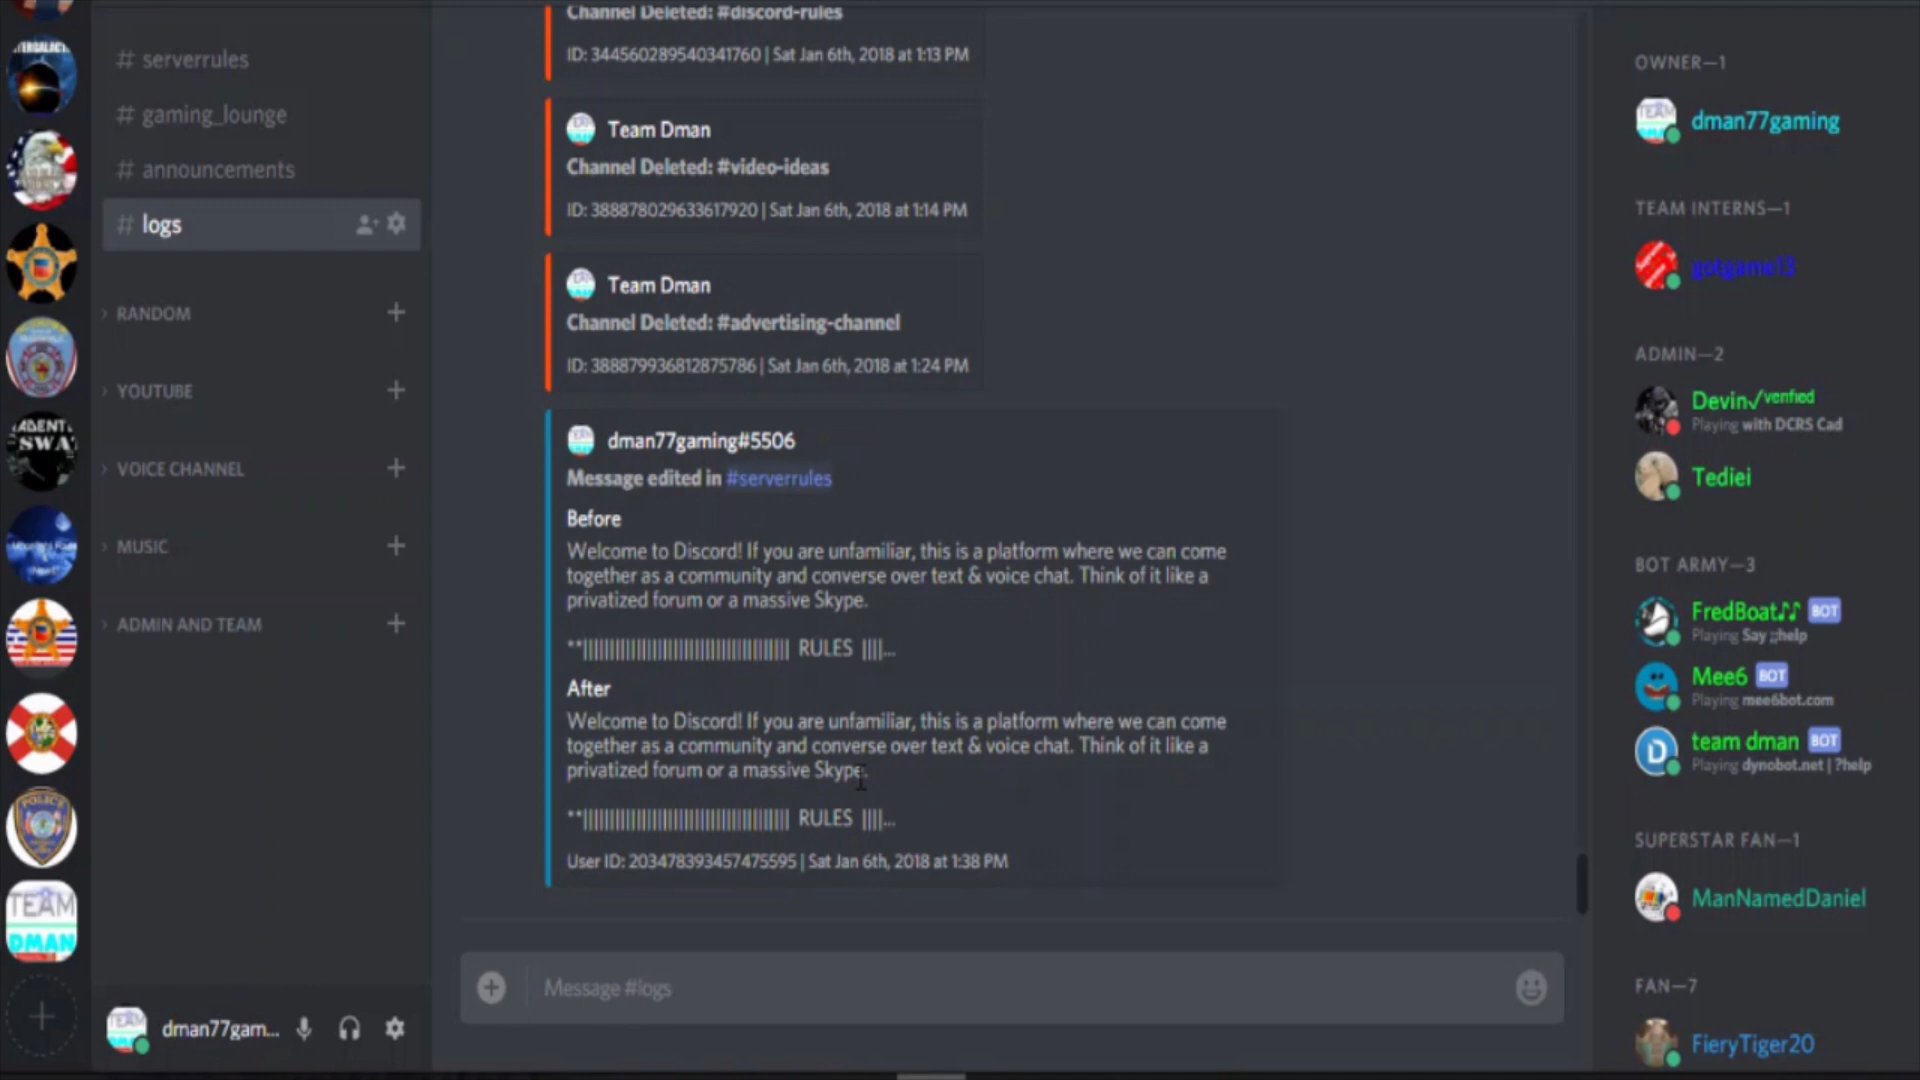 # serverrules
# gaming_lounge
# announcements
# logs
RANDOM
YOUTUBE
VOICE CHANNEL
MUSIC
ADMIN AND TEAM
TEAM
DMAN
POLICE
SWA
dman77gam...
Channel Deleted: #discord-rules
ID: 344560289540341760 | Sat Jan 6th, 2018 at 1:13 PM
Team Dman
Channel Deleted: #video-ideas
ID: 388878029633617920 | Sat Jan 6th, 2018 at 1:14 PM
Team Dman
Channel Deleted: #advertising-channel
ID: 388879936812875786 | Sat Jan 6th, 2018 at 1:24 PM
dman77gaming#5506
Message edited in #serverrules
Before
Welcome to Discord! If you are unfamiliar, this is a platform where we can come
together as a community and converse over text & voice chat. Think of it like a
privatized forum or a massive Skype.
**|||||||||||||||||||||||||||||||||||||| RULES ||||...
After
Welcome to Discord! If you are unfamiliar, this is a platform where we can come
together as a community and converse over text & voice chat. Think of it like a
privatized forum or a massive Skype.
**|||||||||||||||||||||||||||||||||||||| RULES ||||...
User ID: 203478393457475595 | Sat Jan 6th, 2018 at 1:38 PM
Message #logs
OWNER—1
dman77gaming
TEAM INTERNS—1
gotgame13
ADMIN—2
Devin✓ᵛᵉʳᶦᶠᶦᵉᵈ
Playing with DCRS Cad
Tediei
BOT ARMY—3
FredBoat♪♪ BOT
Playing Say ;;help
Mee6 BOT
Playing mee6bot.com
team dman BOT
Playing dynobot.net | ?help
SUPERSTAR FAN—1
ManNamedDaniel
FAN—7
FieryTiger20